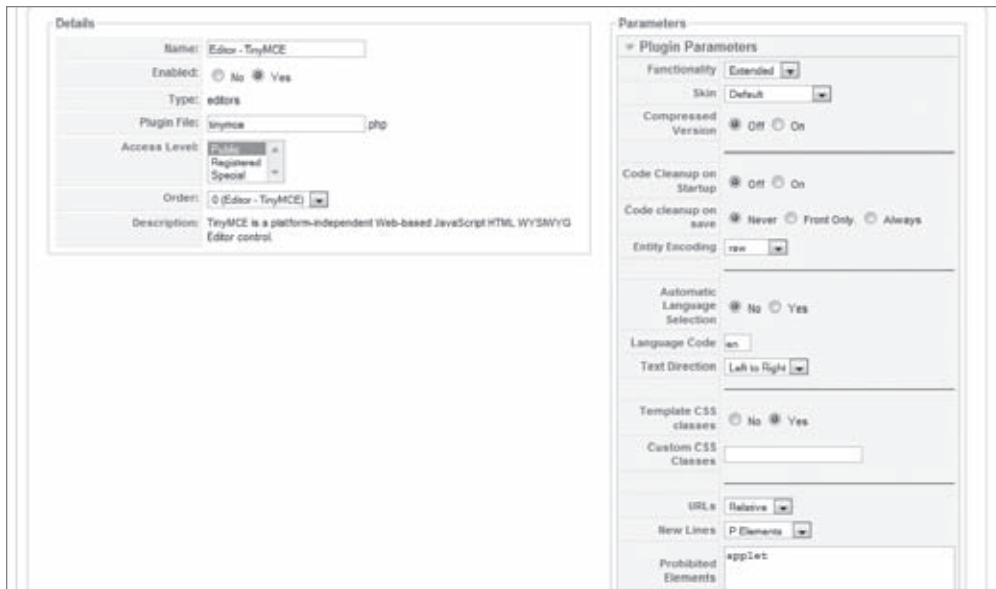 Details
Name: Editor - TinyMCE
Enabled: No Yes
Type: editors
Plugin File: tinymce .php
Access Level: Public
Registered
Special
Order: 0 (Editor - TinyMCE)
Description: TinyMCE is a platform-independent Web-based JavaScript HTML WYSIWYG
Editor control.
Parameters
Plugin Parameters
Functionality Extended
Skin Default
Compressed
Version Off On
Code Cleanup on
Startup Off On
Code cleanup on
save Never Front Only Always
Entity Encoding raw
Automatic
Language
Selection No Yes
Language Code en
Text Direction Left to Right
Template CSS
classes No Yes
Custom CSS
Classes
URLs Relative
New Lines P Elements
Prohibited
Elements applet